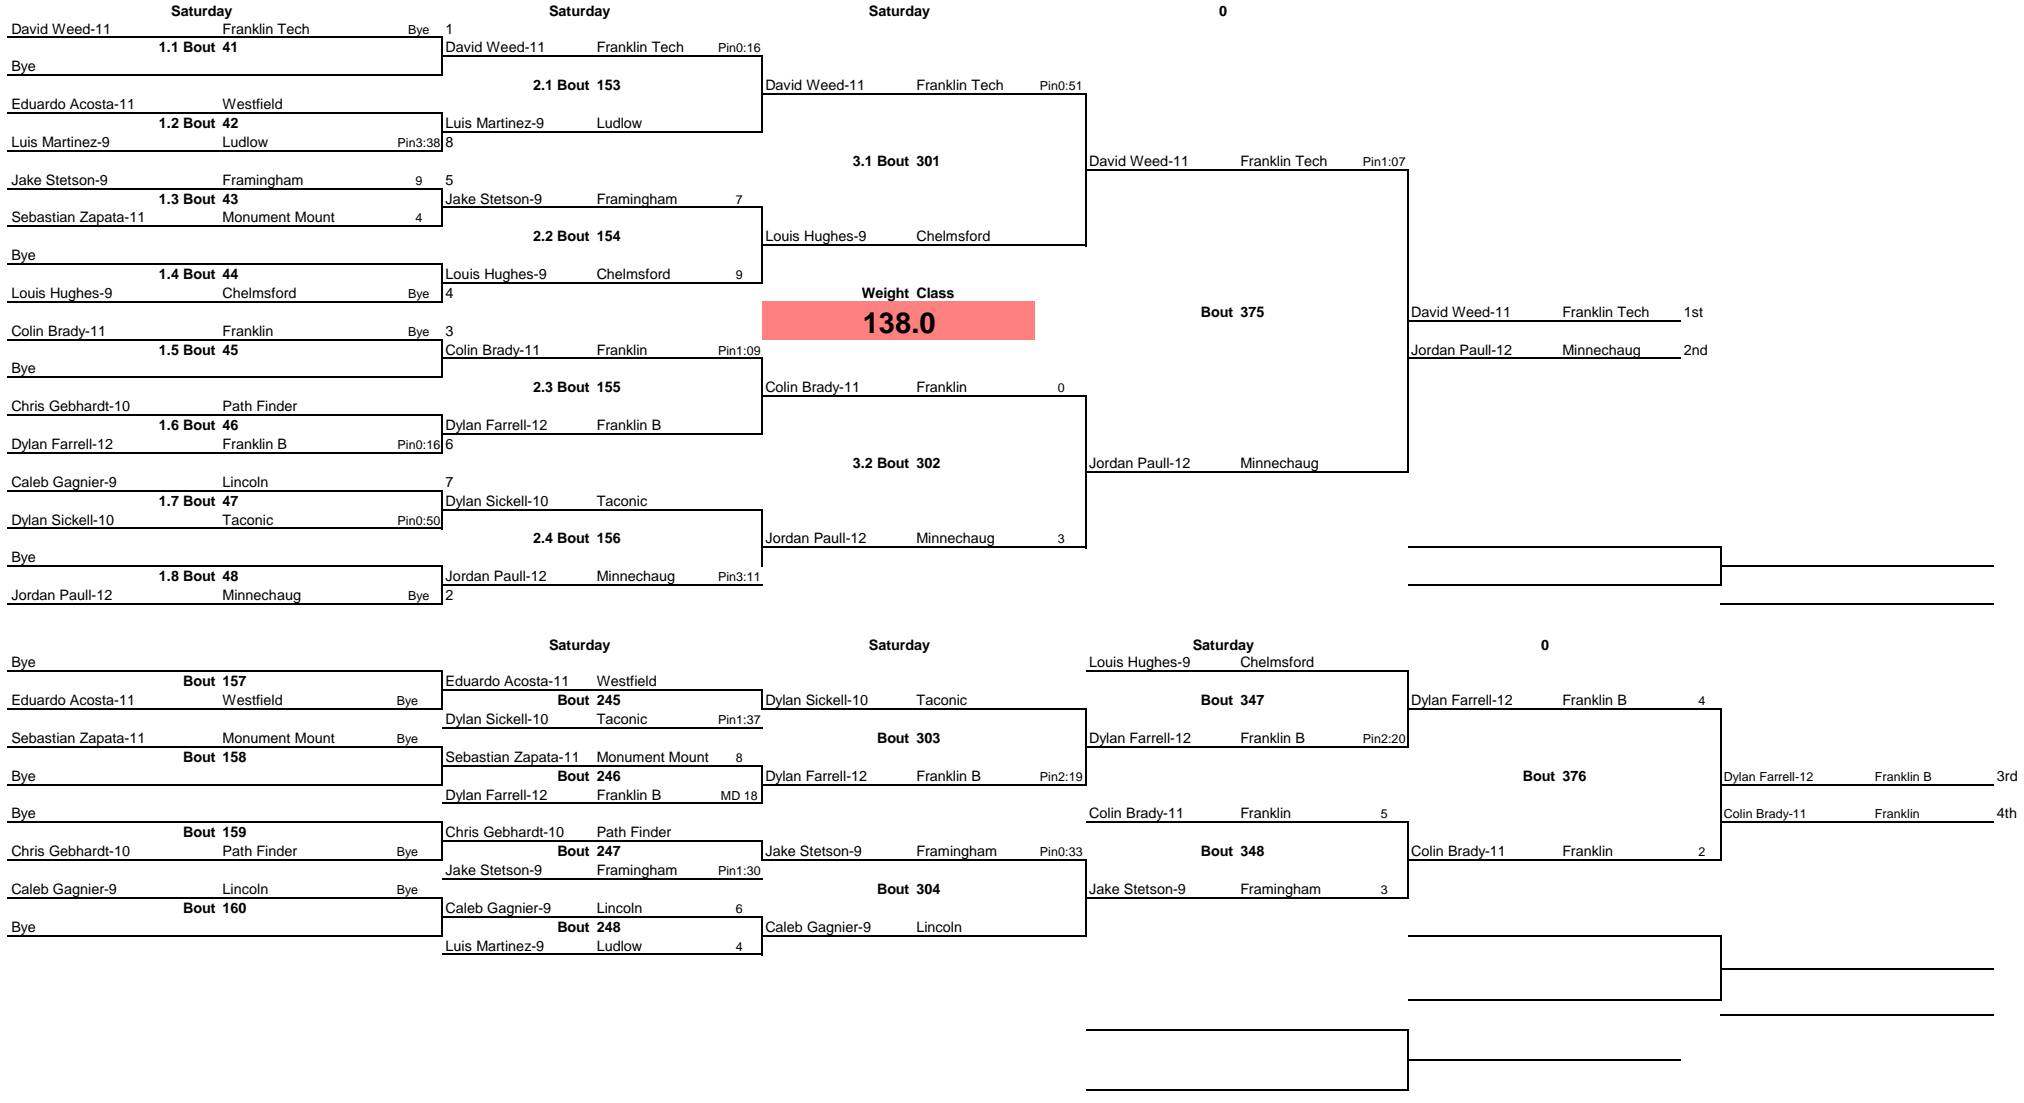 Saturday Saturday Saturday 0
David Weed-11 Franklin Tech Bye 1
1.1 Bout 41 David Weed-11 Franklin Tech Pin0:16
Bye
2.1 Bout 153 David Weed-11 Franklin Tech Pin0:51
Eduardo Acosta-11 Westfield
1.2 Bout 42 Luis Martinez-9 Ludlow
Luis Martinez-9 Ludlow Pin3:38 8
3.1 Bout 301 David Weed-11 Franklin Tech Pin1:07
Jake Stetson-9 Framingham 9 5
1.3 Bout 43 Jake Stetson-9 Framingham 7
Sebastian Zapata-11 Monument Mount 4
2.2 Bout 154 Louis Hughes-9 Chelmsford
Bye
1.4 Bout 44 Louis Hughes-9 Chelmsford 9
Louis Hughes-9 Chelmsford Bye 4 Weight Class
Bout 375 David Weed-11 Franklin Tech 1st
138.0
Colin Brady-11 Franklin Bye 3
1.5 Bout 45 Colin Brady-11 Franklin Pin1:09 Jordan Paull-12 Minnechaug 2nd
Bye
2.3 Bout 155 Colin Brady-11 Franklin 0
Chris Gebhardt-10 Path Finder
1.6 Bout 46 Dylan Farrell-12 Franklin B
Dylan Farrell-12 Franklin B Pin0:16 6
3.2 Bout 302 Jordan Paull-12 Minnechaug
Caleb Gagnier-9 Lincoln 7
1.7 Bout 47 Dylan Sickell-10 Taconic
Dylan Sickell-10 Taconic Pin0:50
2.4 Bout 156 Jordan Paull-12 Minnechaug 3
Bye
1.8 Bout 48 Jordan Paull-12 Minnechaug Pin3:11
Jordan Paull-12 Minnechaug Bye 2
Saturday Saturday Saturday 0
Bye Louis Hughes-9 Chelmsford
Bout 157 Eduardo Acosta-11 Westfield
Eduardo Acosta-11 Westfield Bye Bout 245 Dylan Sickell-10 Taconic Bout 347 Dylan Farrell-12 Franklin B 4
Dylan Sickell-10 Taconic Pin1:37
Sebastian Zapata-11 Monument Mount Bye Bout 303 Dylan Farrell-12 Franklin B Pin2:20
Bout 158 Sebastian Zapata-11 Monument Mount 8
Bye Bout 246 Dylan Farrell-12 Franklin B Pin2:19 Bout 376 Dylan Farrell-12 Franklin B 3rd
Dylan Farrell-12 Franklin B MD 18
Bye Colin Brady-11 Franklin 5 Colin Brady-11 Franklin 4th
Bout 159 Chris Gebhardt-10 Path Finder
Chris Gebhardt-10 Path Finder Bye Bout 247 Jake Stetson-9 Framingham Pin0:33 Bout 348 Colin Brady-11 Franklin 2
Jake Stetson-9 Framingham Pin1:30
Caleb Gagnier-9 Lincoln Bye Bout 304 Jake Stetson-9 Framingham 3
Bout 160 Caleb Gagnier-9 Lincoln 6
Bye Bout 248 Caleb Gagnier-9 Lincoln
Luis Martinez-9 Ludlow 4